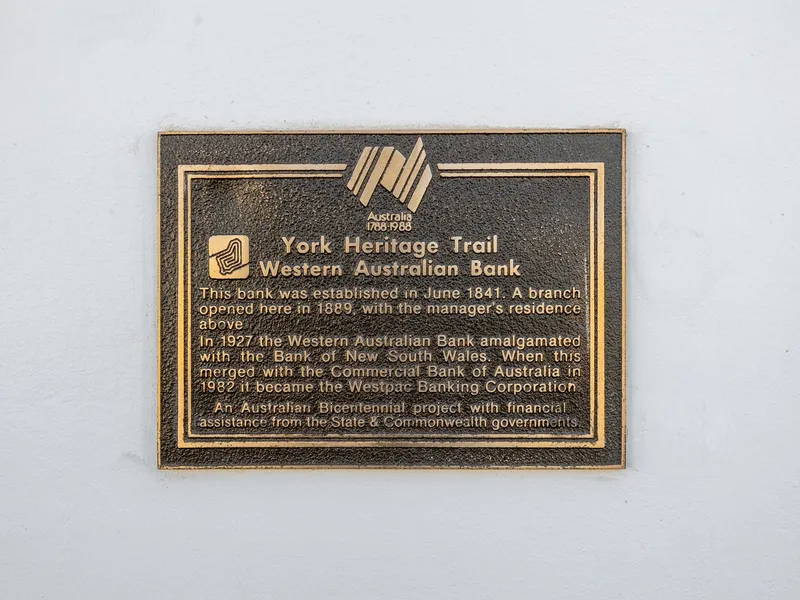 Australia
1788-1988
York Heritage Trail
Western Australian Bank
This bank was established in June 1841. A branch
opened here in 1889, with the manager's residence
above
In 1927 the Western Australian Bank amalgamated
with the Bank of New South Wales. When this
merged with the Commercial Bank of Australia in
1982 it became the Westpac Banking Corporation.
An Australian Bicentennial project with financial
assistance from the State & Commonwealth governments.